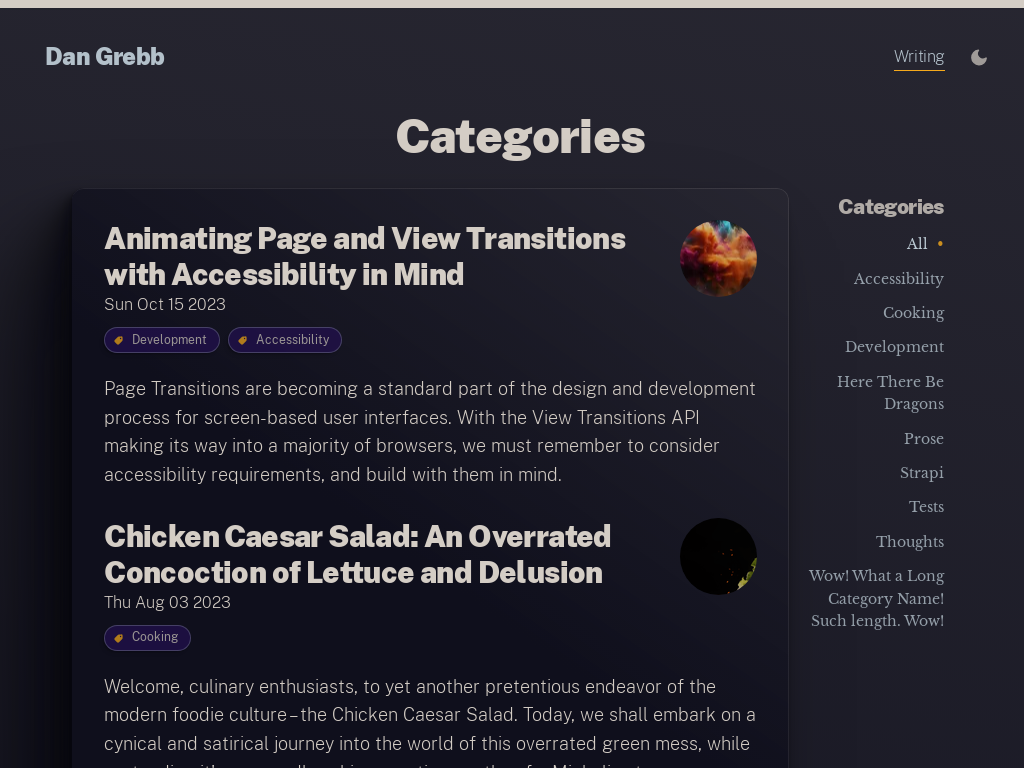 Dan Grebb
Writing
Categories
Animating Page and View Transitions
with Accessibility in Mind
Sun Oct 15 2023
Development
Accessibility
Page Transitions are becoming a standard part of the design and development
process for screen-based user interfaces. With the View Transitions API
making its way into a majority of browsers, we must remember to consider
accessibility requirements, and build with them in mind.
Chicken Caesar Salad: An Overrated
Concoction of Lettuce and Delusion
Thu Aug 03 2023
Cooking
Welcome, culinary enthusiasts, to yet another pretentious endeavor of the
modern foodie culture – the Chicken Caesar Salad. Today, we shall embark on a
cynical and satirical journey into the world of this overrated green mess, while
Categories
All •
Accessibility
Cooking
Development
Here There Be
Dragons
Prose
Strapi
Tests
Thoughts
Wow! What a Long
Category Name!
Such length. Wow!